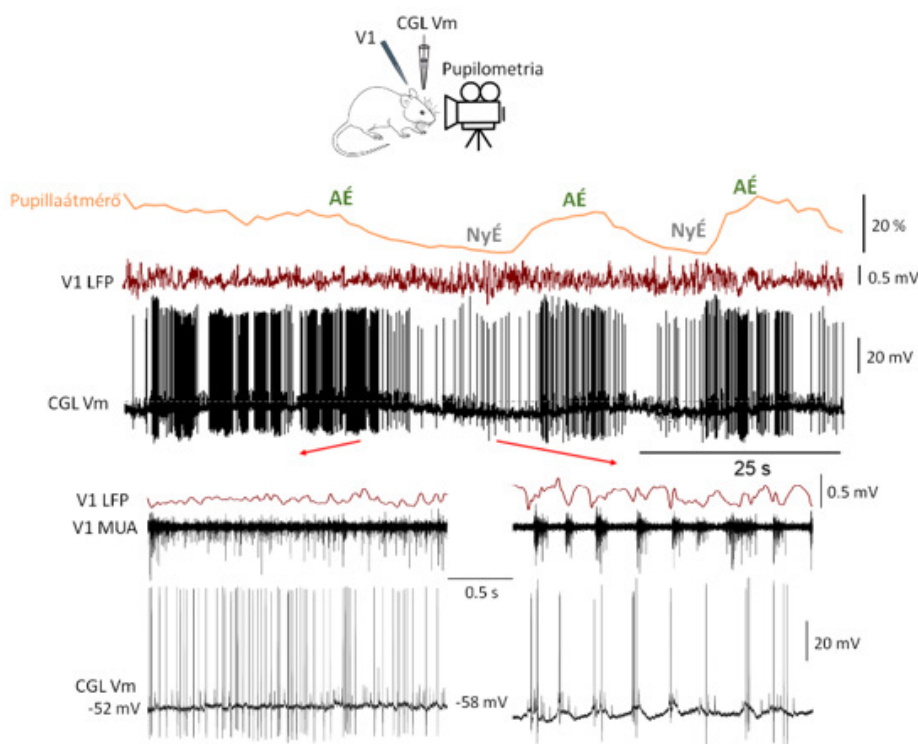 CGL Vm
V1
Pupilometria
Pupillaátmérő
AÉ
NyÉ
AÉ
NyÉ
AÉ
20 %
V1 LFP
0.5 mV
20 mV
CGL Vm
25 s
V1 LFP
0.5 mV
V1 MUA
0.5 s
20 mV
CGL Vm
-52 mV
-58 mV